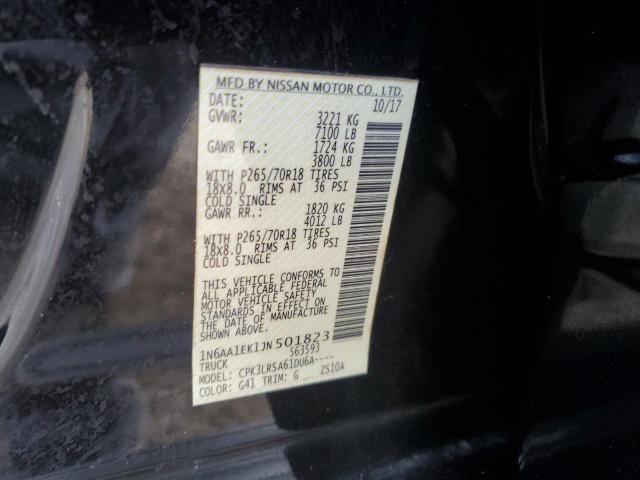 MFD BY NISSAN MOTOR CO., LTD.
DATE: 10/17
GVWR: 3221 KG
7100 LB
GAWR FR.: 1724 KG
3800 LB
WITH P265/70R18 TIRES
18X8.0 RIMS AT 36 PSI
COLD SINGLE
GAWR RR.: 1820 KG
4012 LB
WITH P265/70R18 TIRES
18X8.0 RIMS AT 36 PSI
COLD SINGLE
THIS VEHICLE CONFORMS TO
ALL APPLICABLE FEDERAL
MOTOR VEHICLE SAFETY
STANDARDS IN EFFECT ON
THE DATE OF MANUFACTURE
SHOWN ABOVE.
1N6AA1EK1JN501823
TRUCK 563593
MODEL: CPK3LRSA61DU6A----
COLOR: G41 TRIM: G ZS10A